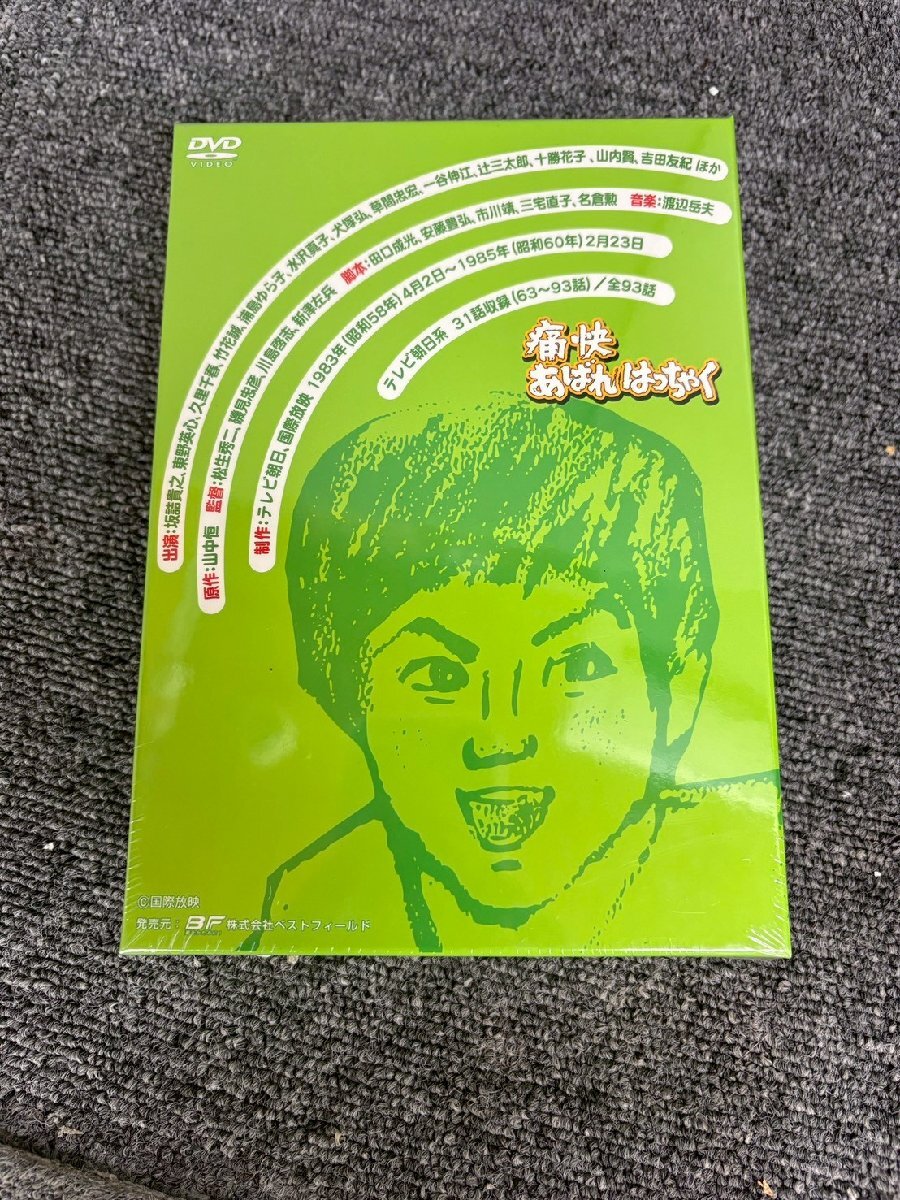 DVD
VIDEO
出演:坂詰貴之、東野英心、久里千春、竹花誠、蒲島ゆら子、水沢真子、犬塚弘、草間忠宏、一谷伸江、辻三太郎、十勝花子、山内賢、吉田友紀 ほか
原作:山中恒 監督:松生秀二、勝見忠彦、川島啓志、新津左兵 脚本:田口成光、安藤豊弘、市川靖、三宅直子、名倉勲 音楽:渡辺岳夫
制作:テレビ朝日、国際放映 1983年(昭和58年)4月2日〜1985年(昭和60年)2月23日
テレビ朝日系 31話収録(63〜93話)/全93話
痛・快
あばれはっちゃく
©国際放映
発売元: BF 株式会社ベストフィールド